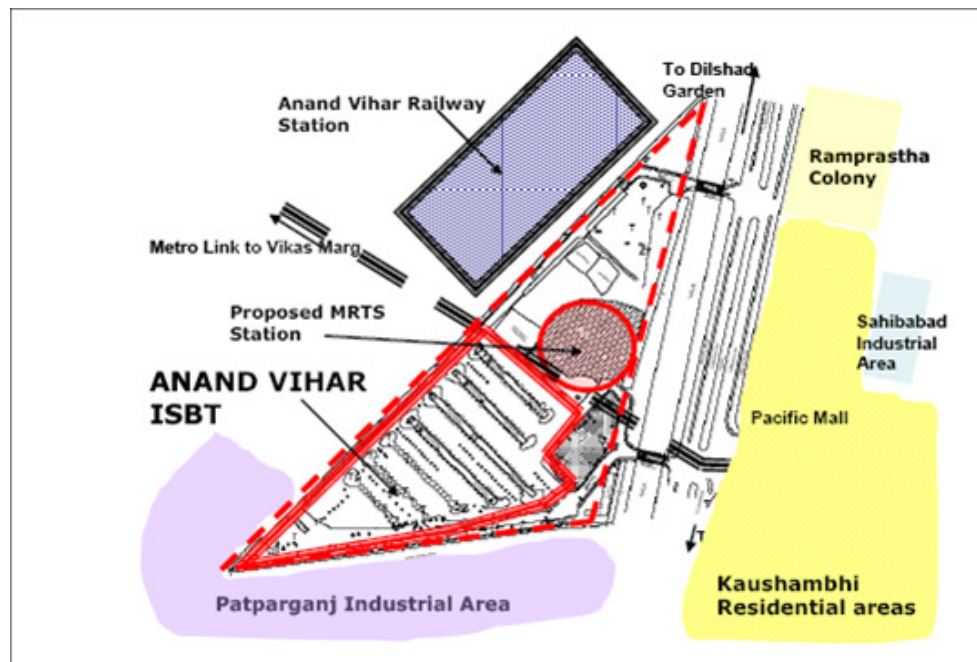 To Dilshad
Garden
Anand Vihar Railway
Station
Ramprastha
Colony
Metro Link to Vikas Marg
Proposed MRTS
Station
Sahibabad
Industrial
Area
ANAND VIHAR
ISBT
Pacific Mall
Kaushambhi
Residential areas
Patparganj Industrial Area